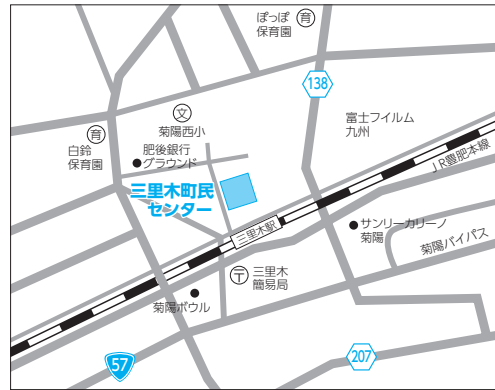 ぽっぽ
保育園
育
138
文
菊陽西小
富士フイルム
九州
育
白鈴
保育園
肥後銀行
グラウンド
JR豊肥本線
三里木町民
センター
三里木駅
サンリーカリーノ
菊陽
菊陽バイパス
三里木
簡易局
菊陽ボウル
57
207